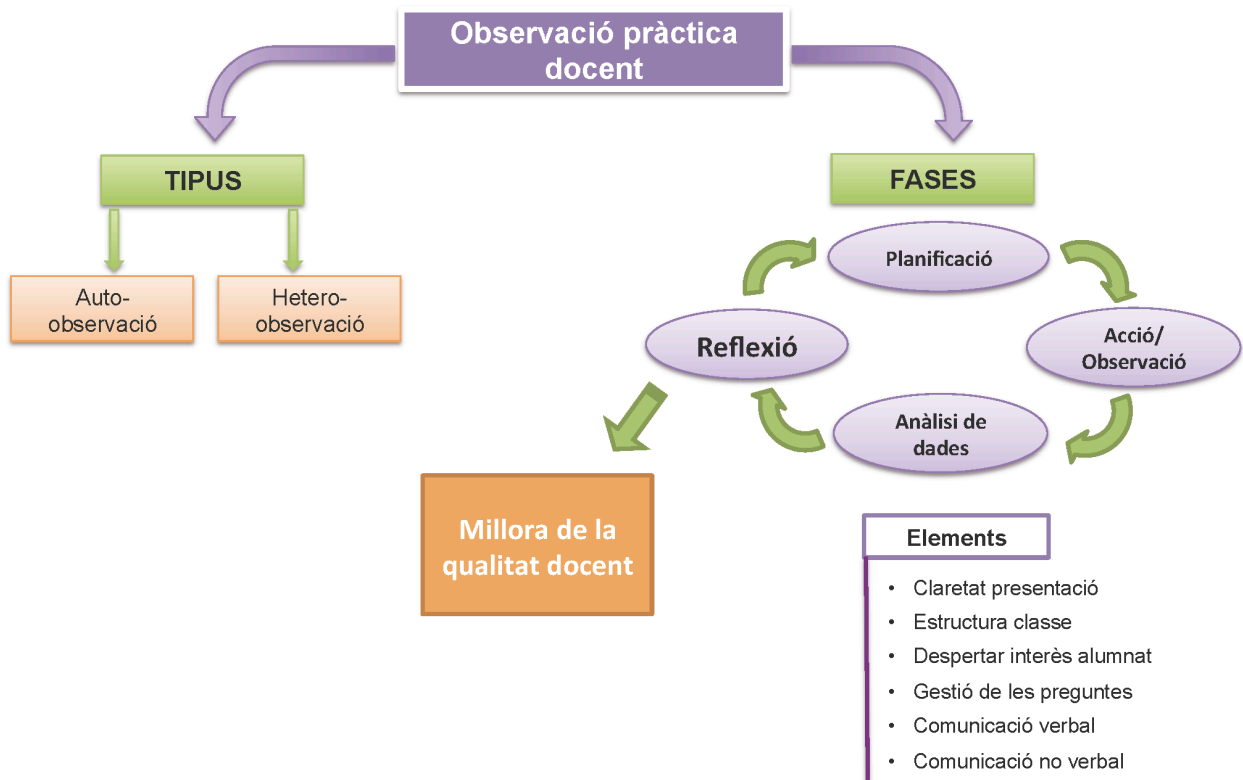 Observació pràctica
docent
TIPUS
Auto-
observació
Hetero-
observació
FASES
Planificació
Acció/
Observació
Anàlisi de
dades
Reflexió
Millora de la
qualitat docent
Elements
• Claretat presentació
• Estructura classe
• Despertar interès alumnat
• Gestió de les preguntes
• Comunicació verbal
• Comunicació no verbal